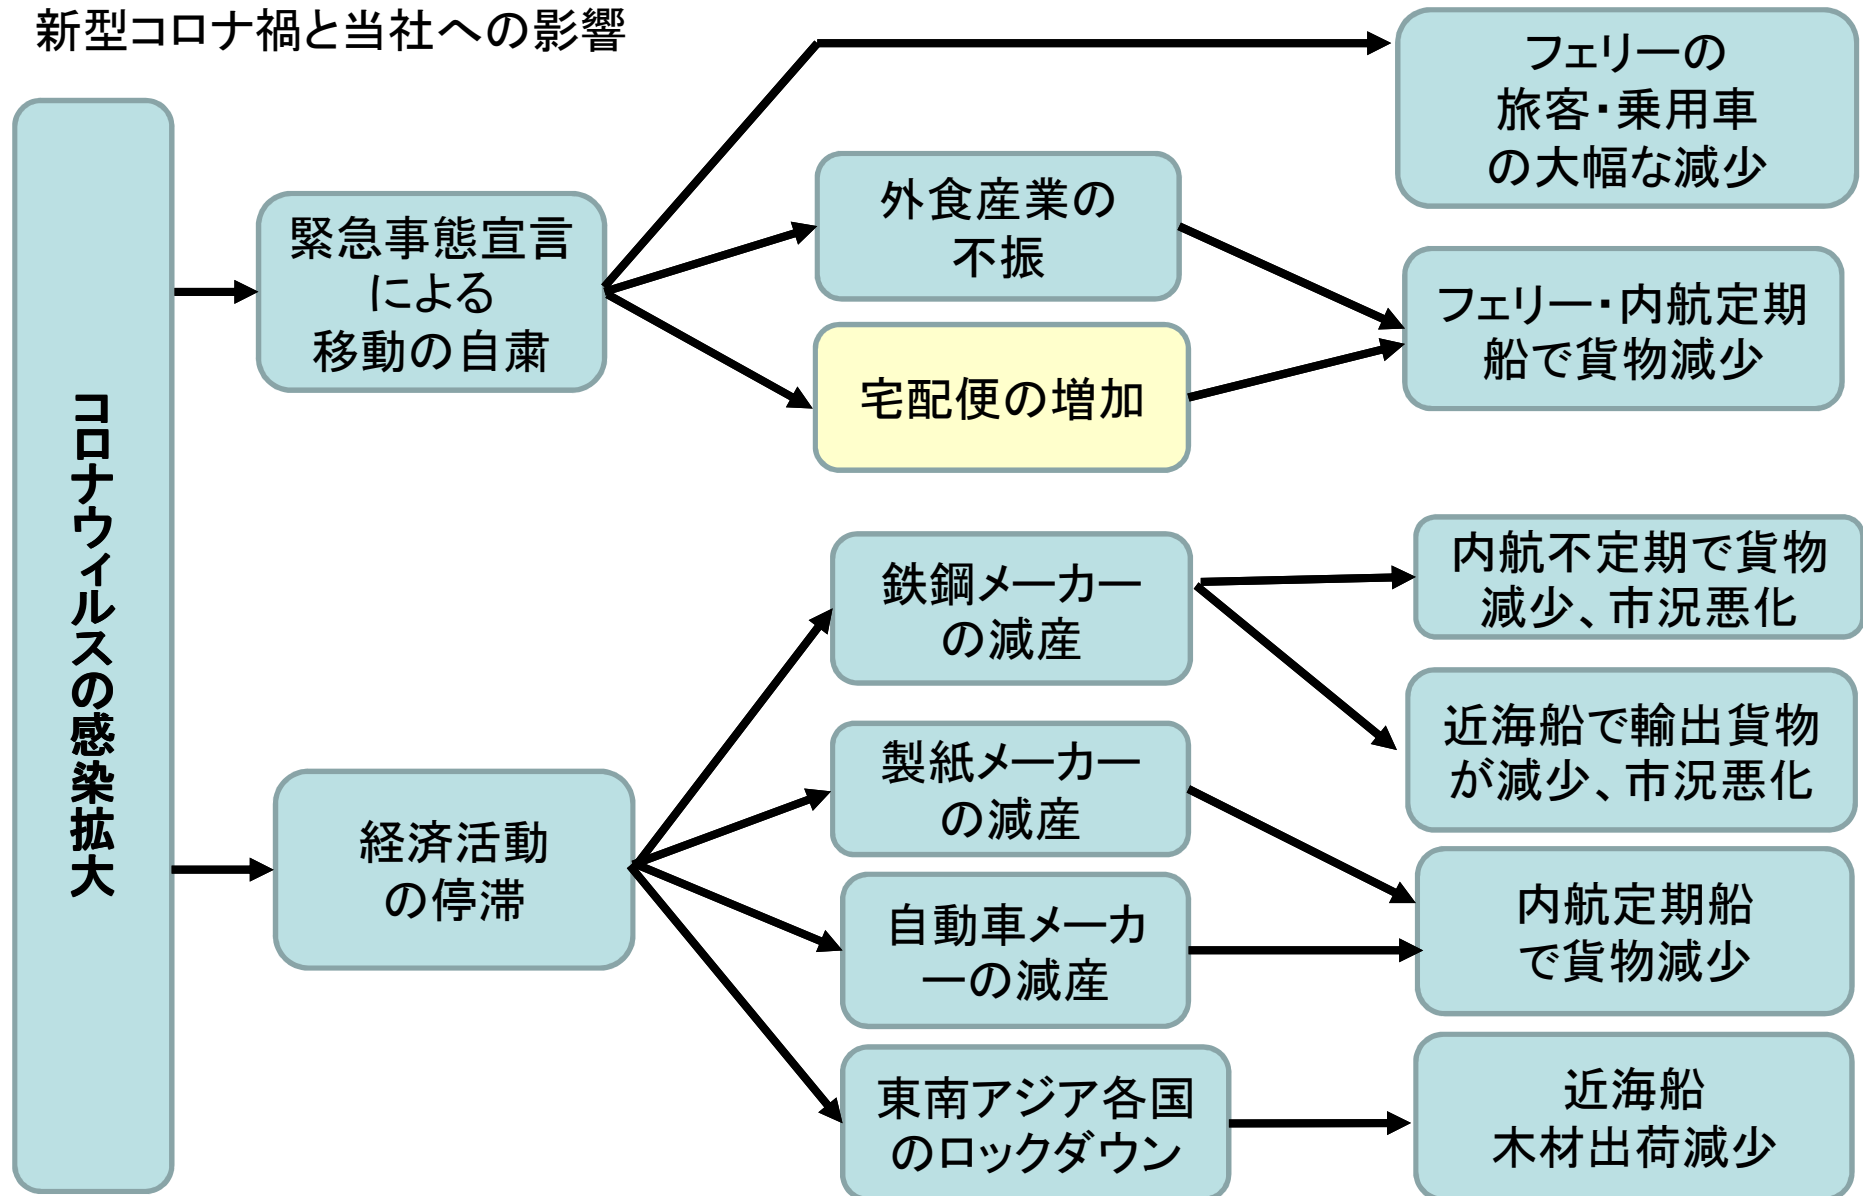 新型コロナ禍と当社への影響
コロナウィルスの感染拡大
緊急事態宣言
による
移動の自粛
経済活動
の停滞
外食産業の
不振
宅配便の増加
鉄鋼メーカー
の減産
製紙メーカー
の減産
自動車メーカ
ーの減産
東南アジア各国
のロックダウン
フェリーの
旅客・乗用車
の大幅な減少
フェリー・内航定期
船で貨物減少
内航不定期で貨物
減少、市況悪化
近海船で輸出貨物
が減少、市況悪化
内航定期船
で貨物減少
近海船
木材出荷減少